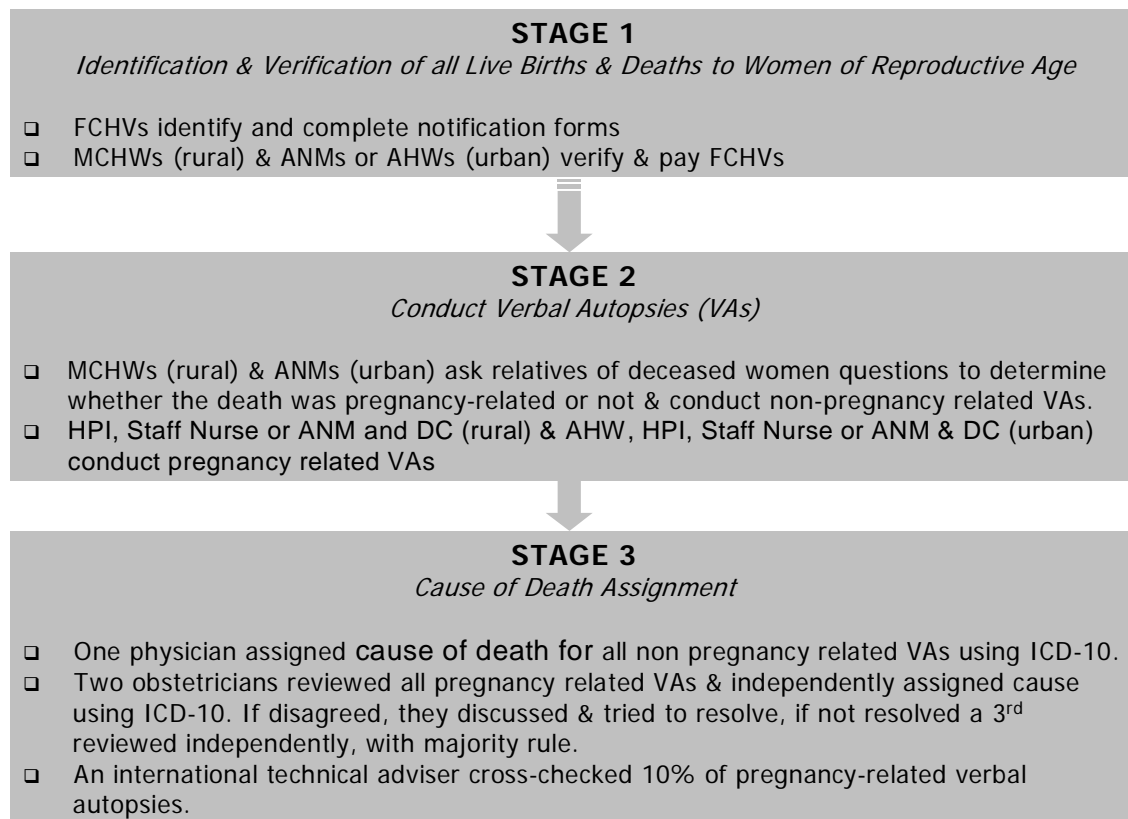 STAGE 1
Identification & Verification of all Live Births & Deaths to Women of Reproductive Age
❑ FCHVs identify and complete notification forms
❑ MCHWs (rural) & ANMs or AHWs (urban) verify & pay FCHVs
STAGE 2
Conduct Verbal Autopsies (VAs)
❑ MCHWs (rural) & ANMs (urban) ask relatives of deceased women questions to determine
whether the death was pregnancy-related or not & conduct non-pregnancy related VAs.
❑ HPI, Staff Nurse or ANM and DC (rural) & AHW, HPI, Staff Nurse or ANM & DC (urban)
conduct pregnancy related VAs
STAGE 3
Cause of Death Assignment
❑ One physician assigned cause of death for all non pregnancy related VAs using ICD-10.
❑ Two obstetricians reviewed all pregnancy related VAs & independently assigned cause
using ICD-10. If disagreed, they discussed & tried to resolve, if not resolved a 3rd
reviewed independently, with majority rule.
❑ An international technical adviser cross-checked 10% of pregnancy-related verbal
autopsies.